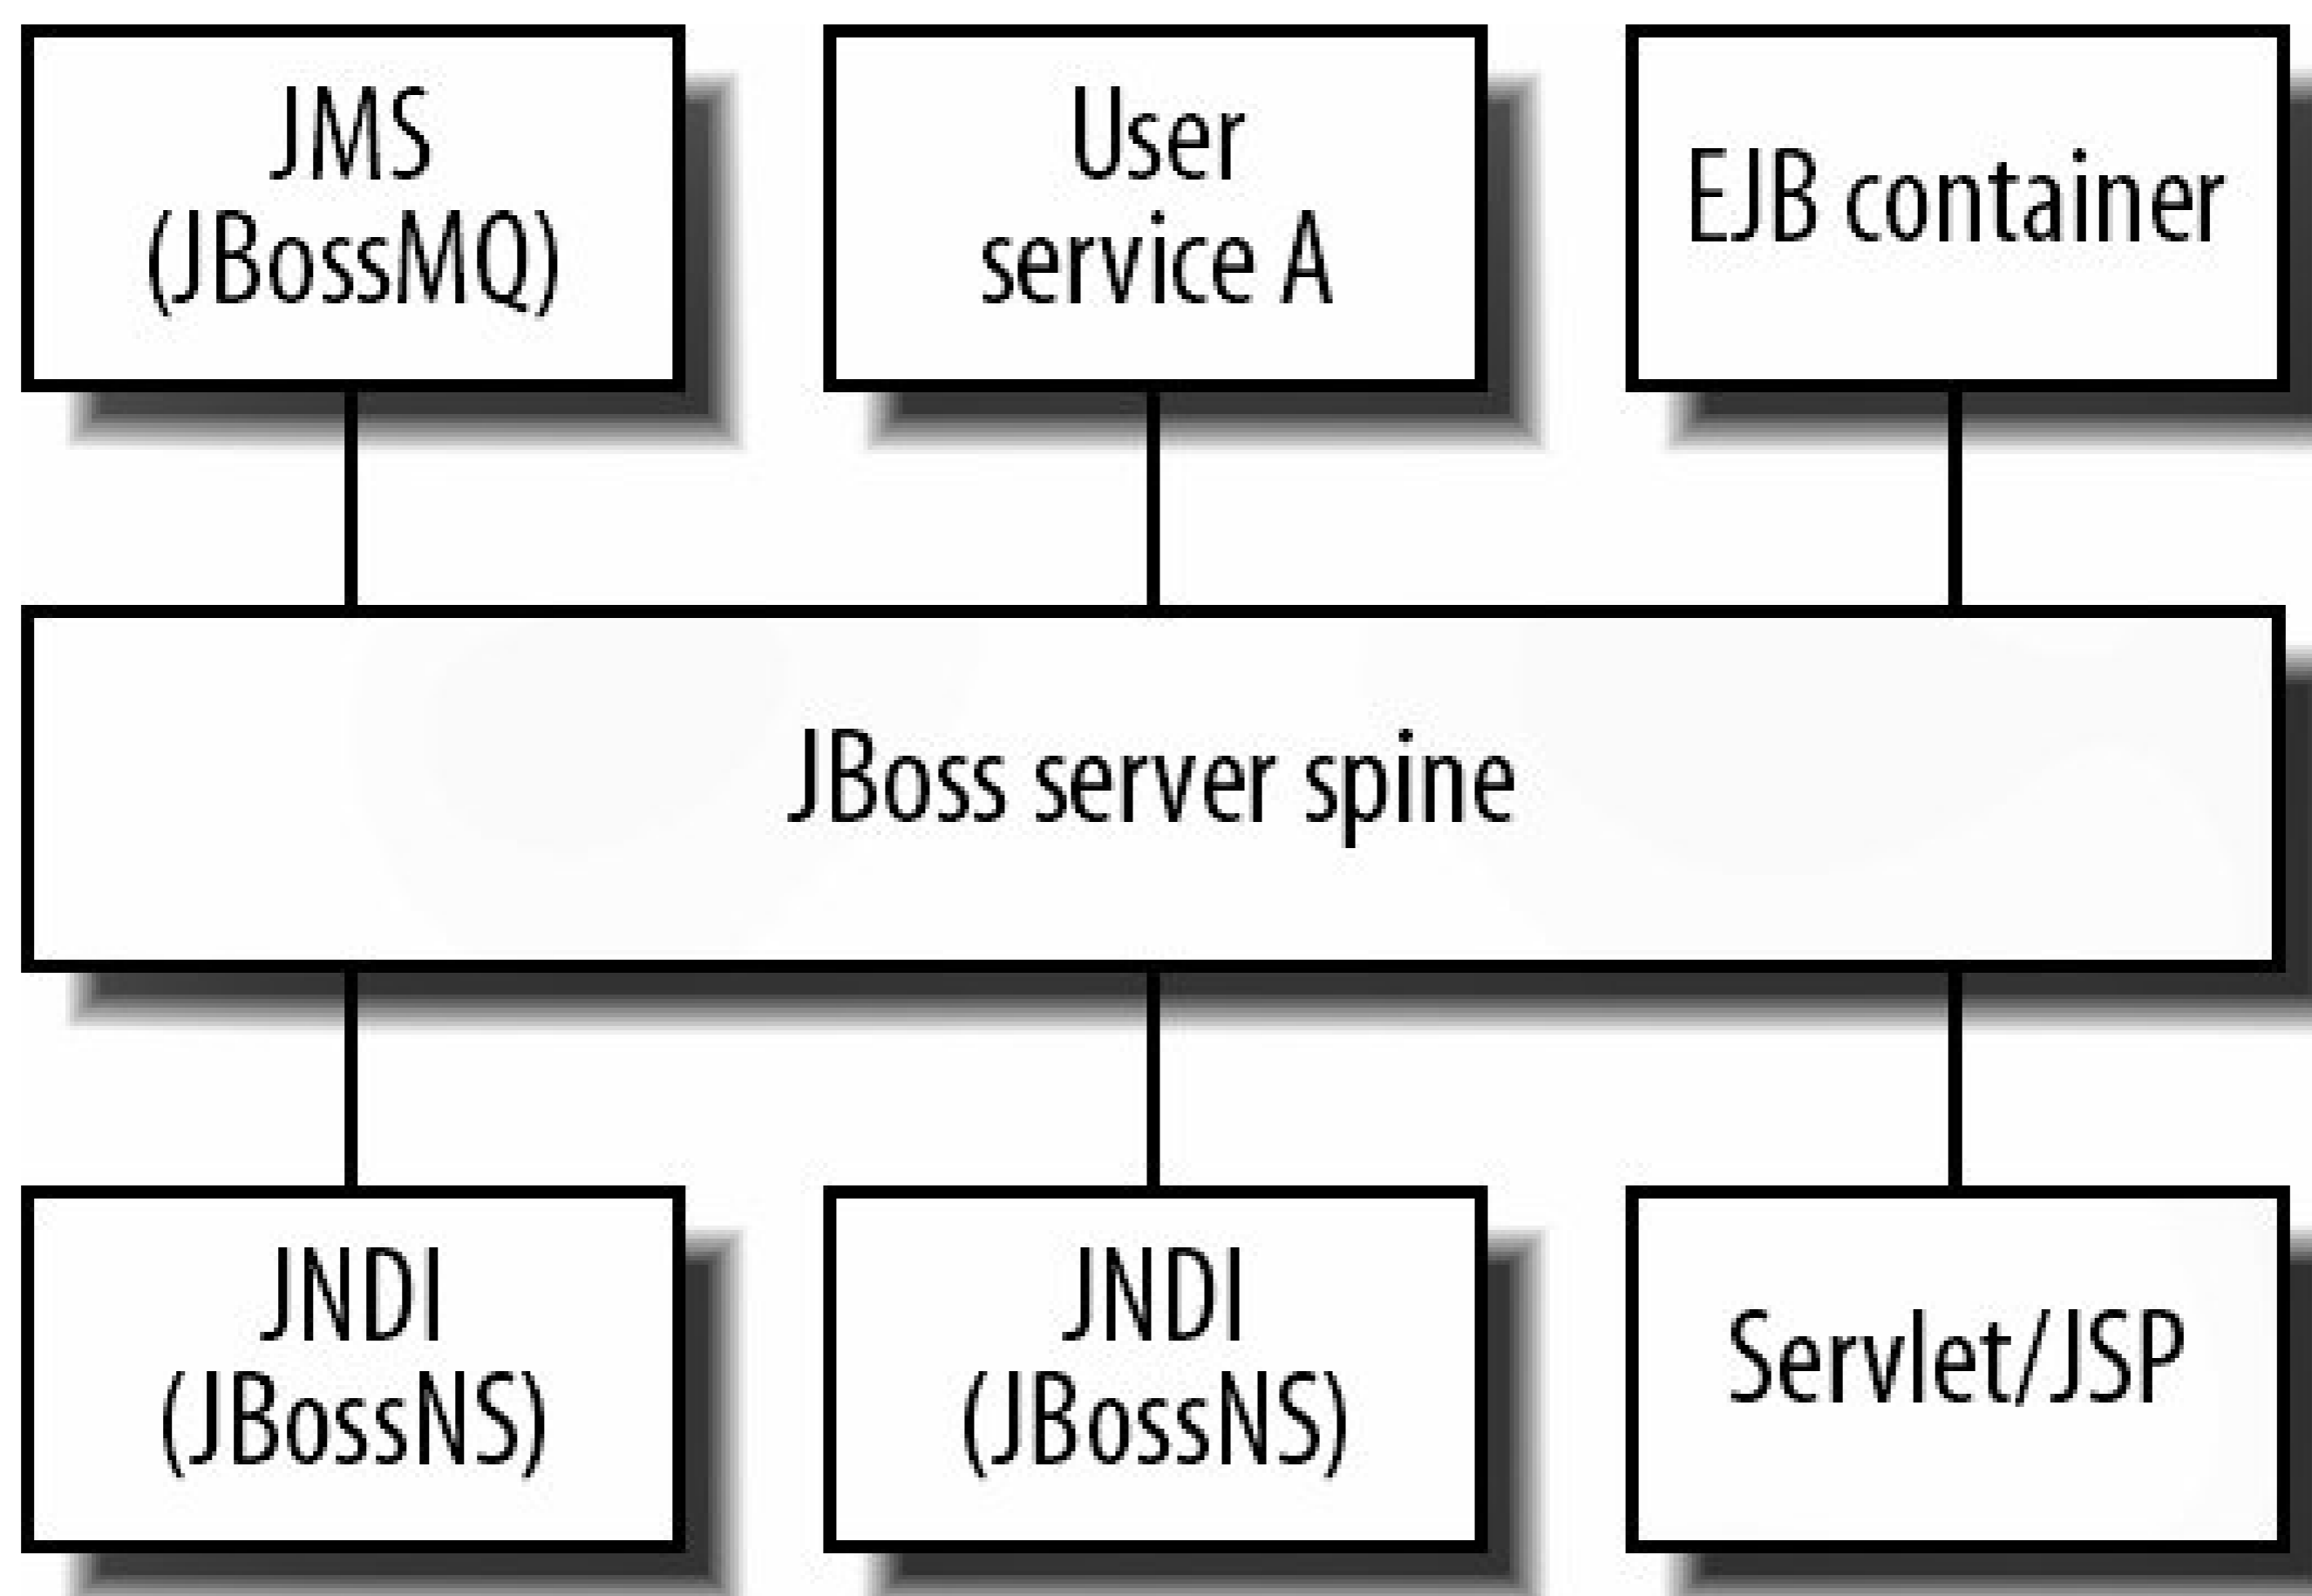 JMS
(JBossMQ)
User
service A
EJB container
JBoss server spine
JNDI
(JBossNS)
JNDI
(JBossNS)
Servlet/JSP